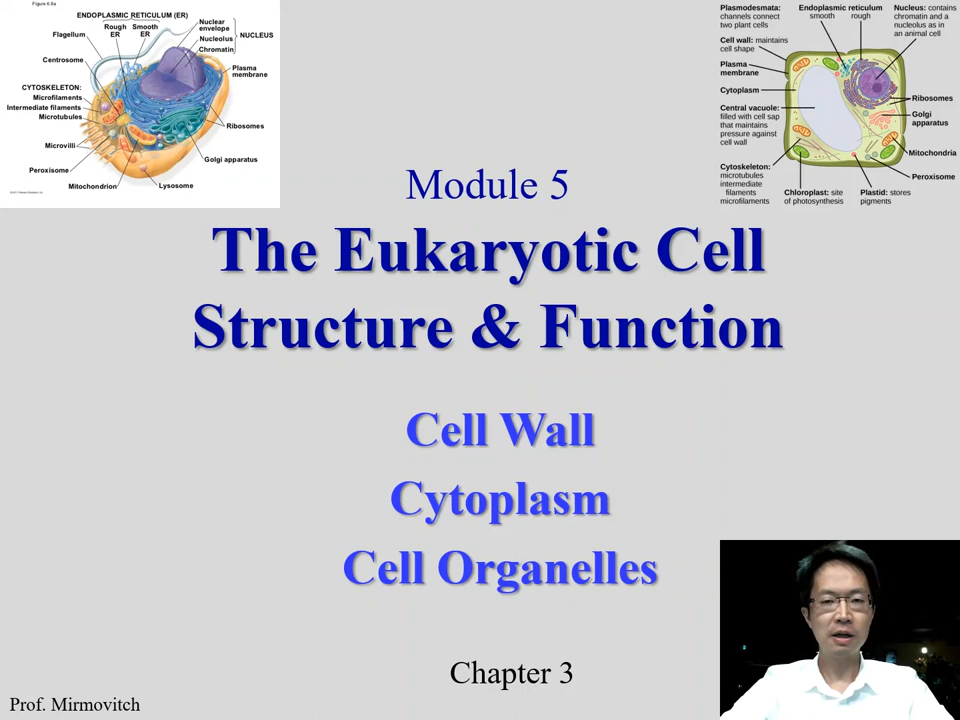 Figure 6.8a
ENDOPLASMIC RETICULUM (ER)
Rough ER
Smooth ER
Flagellum
Nuclear envelope
Nucleolus
Chromatin
NUCLEUS
Centrosome
Plasma membrane
CYTOSKELETON:
Microfilaments
Intermediate filaments
Microtubules
Ribosomes
Microvilli
Golgi apparatus
Peroxisome
Mitochondrion
Lysosome
Plasmodesmata:
channels connect
two plant cells
Endoplasmic reticulum
smooth rough
Nucleus: contains
chromatin and a
nucleolus as in
an animal cell
Cell wall: maintains
cell shape
Plasma
membrane
Cytoplasm
Central vacuole:
filled with cell sap
that maintains
pressure against
cell wall
Ribosomes
Golgi
apparatus
Mitochondria
Peroxisome
Cytoskeleton:
microtubules
intermediate
filaments
microfilaments
Chloroplast: site
of photosynthesis
Plastid: stores
pigments
Module 5
The Eukaryotic Cell
Structure & Function
Cell Wall
Cytoplasm
Cell Organelles
Chapter 3
Prof. Mirmovitch